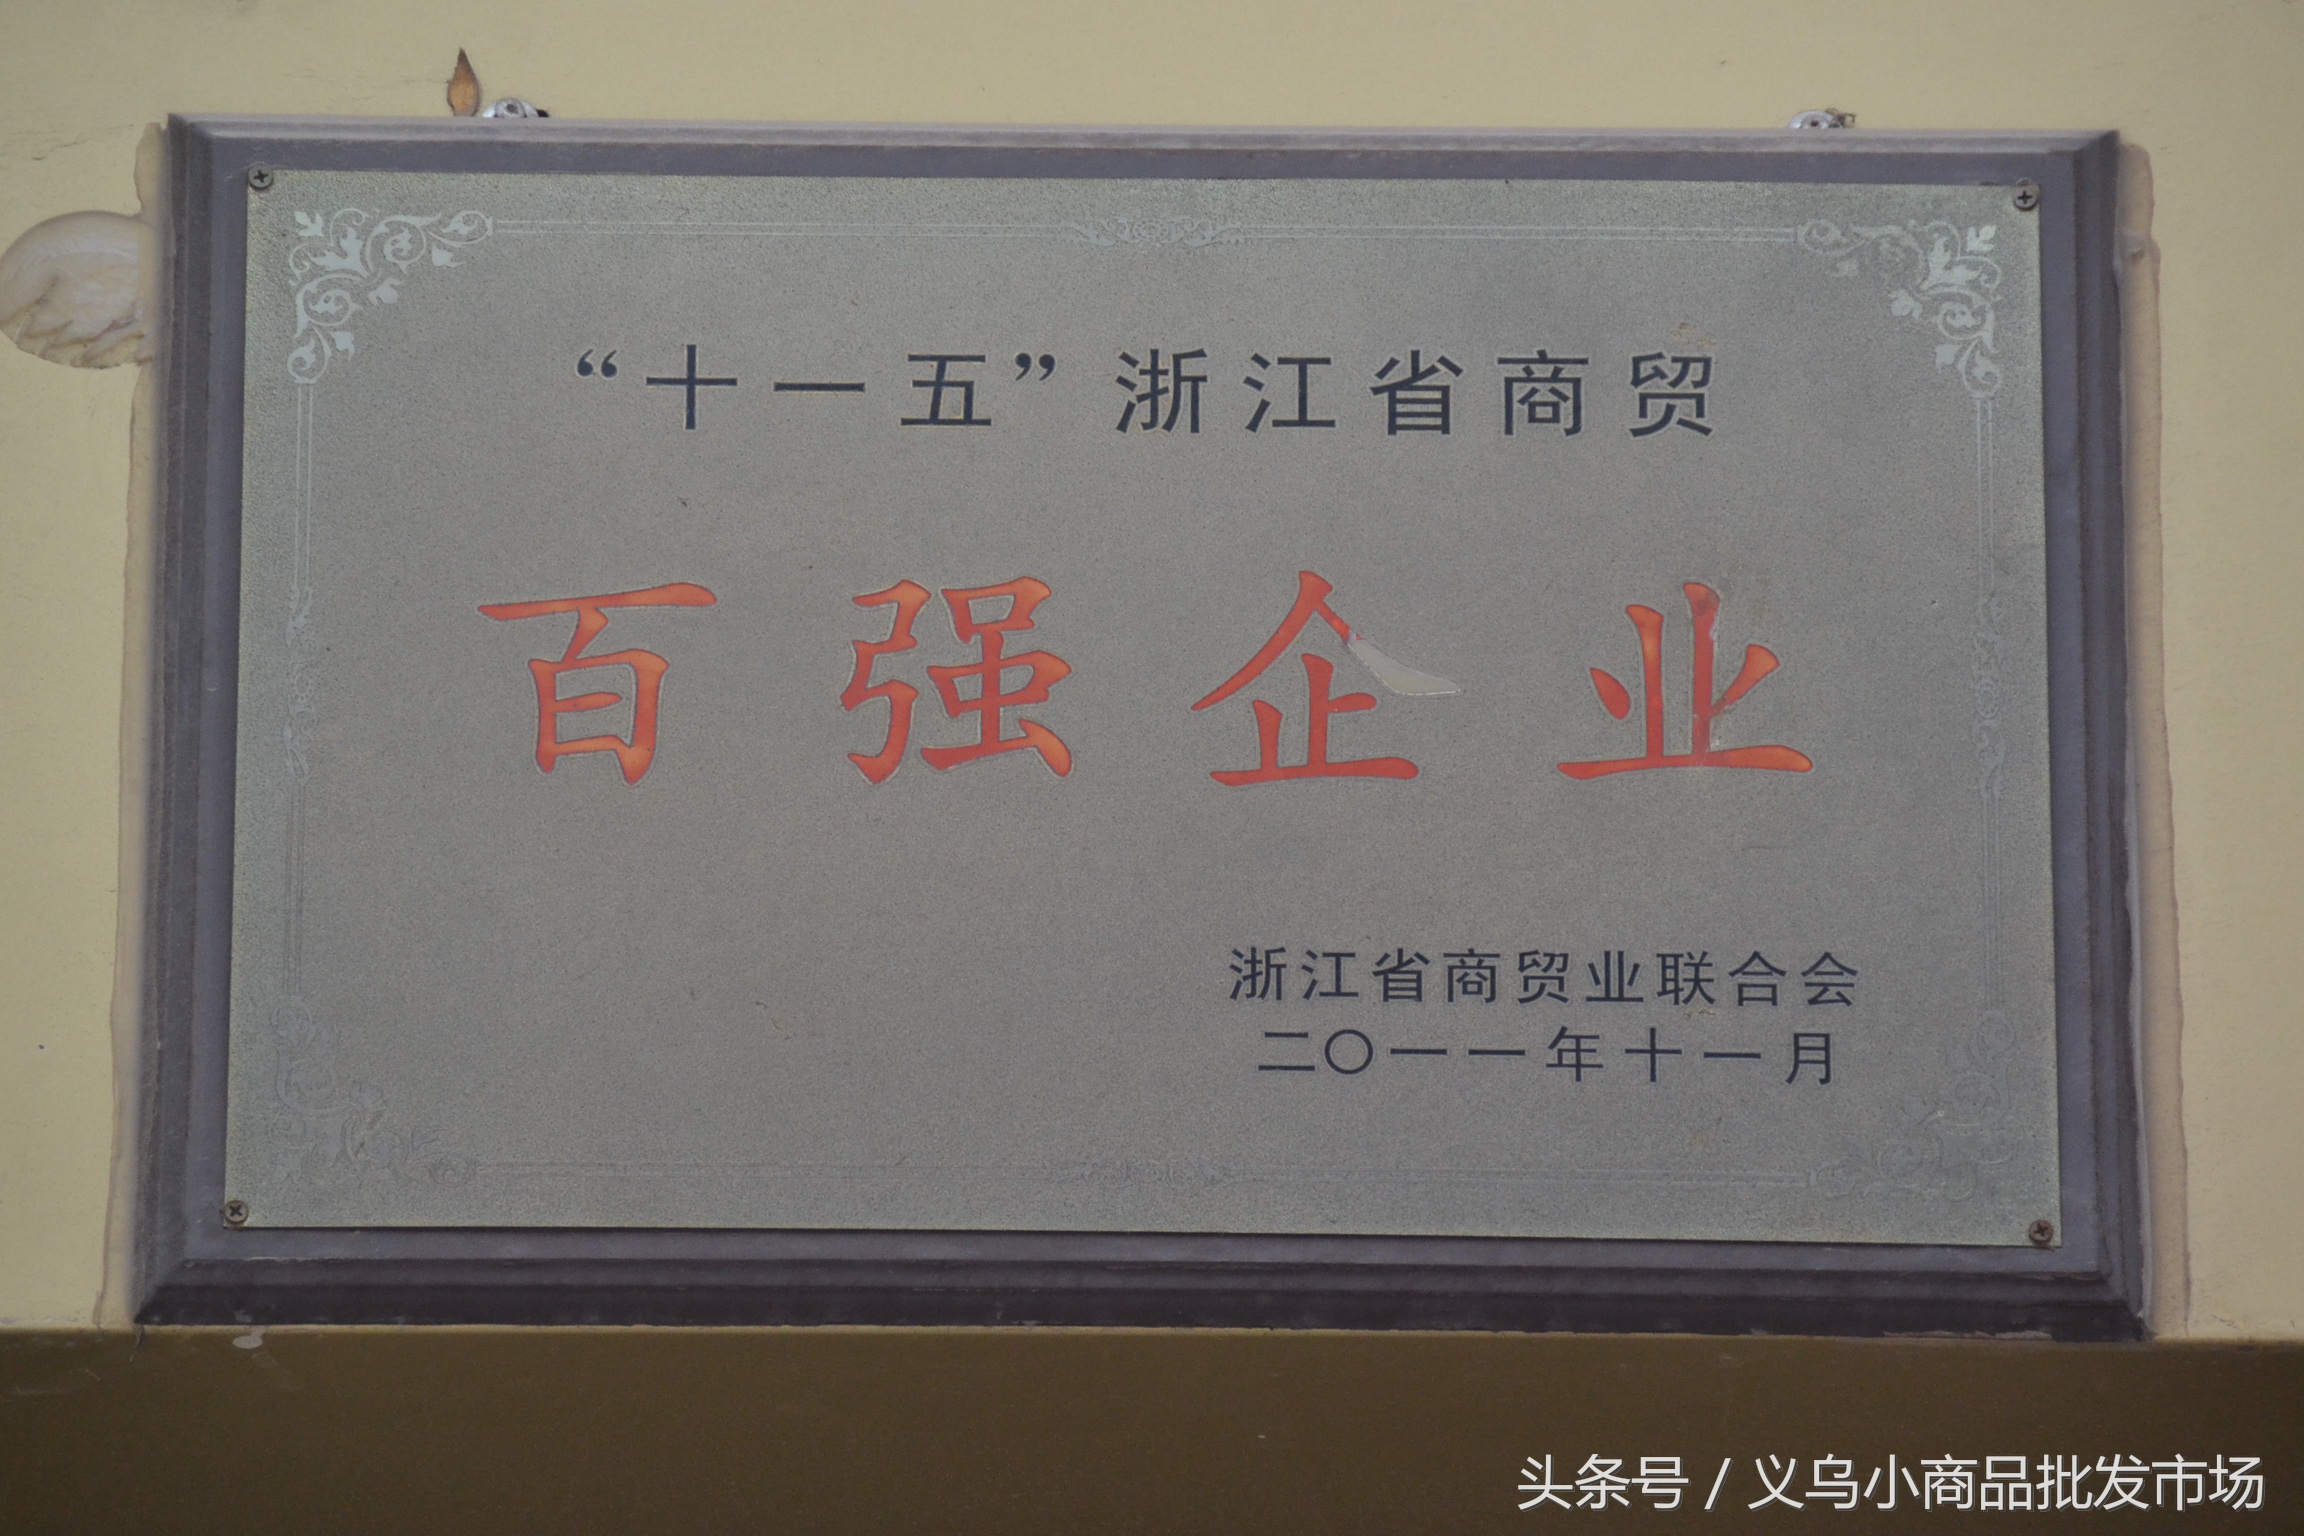 “十一五”浙江省商贸
百强企业
浙江省商贸业联合会
二〇一一年十一月
头条号 / 义乌小商品批发市场